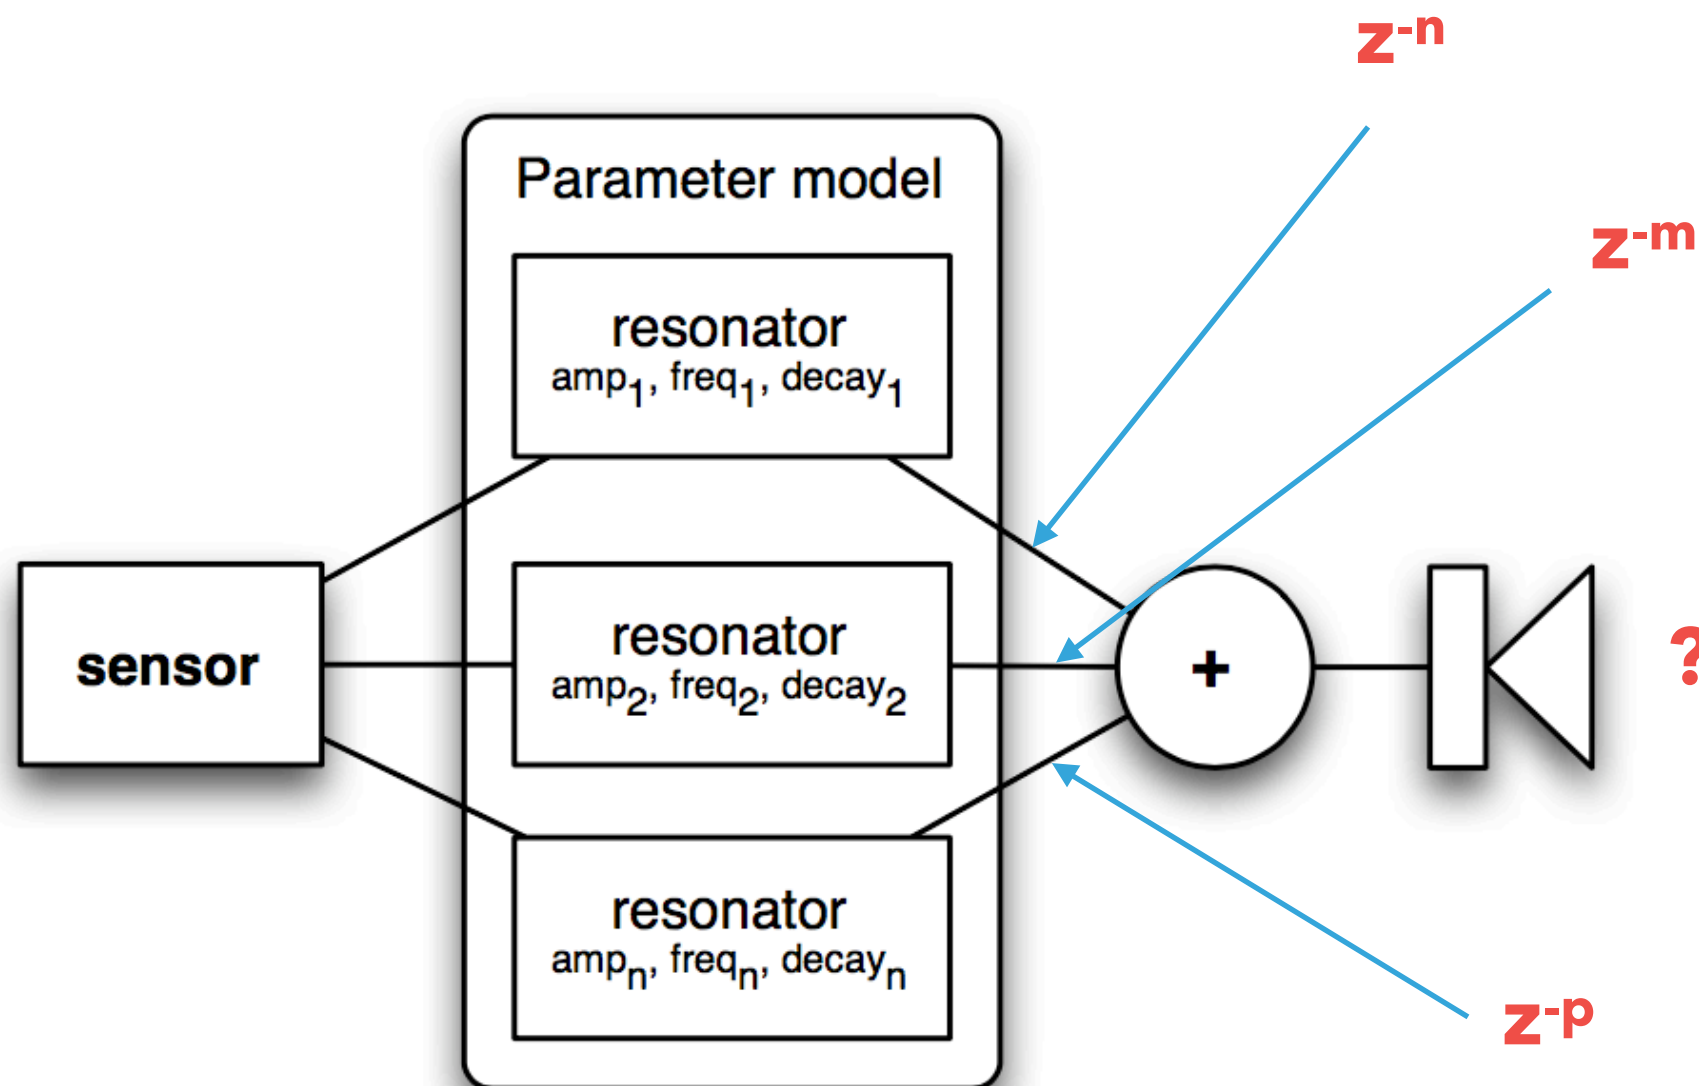 z-n
Parameter model
z-m
resonator
amp1, freq1, decay1
sensor
resonator
amp2, freq2, decay2
+
?
resonator
ampn, freqn, decayn
z-p